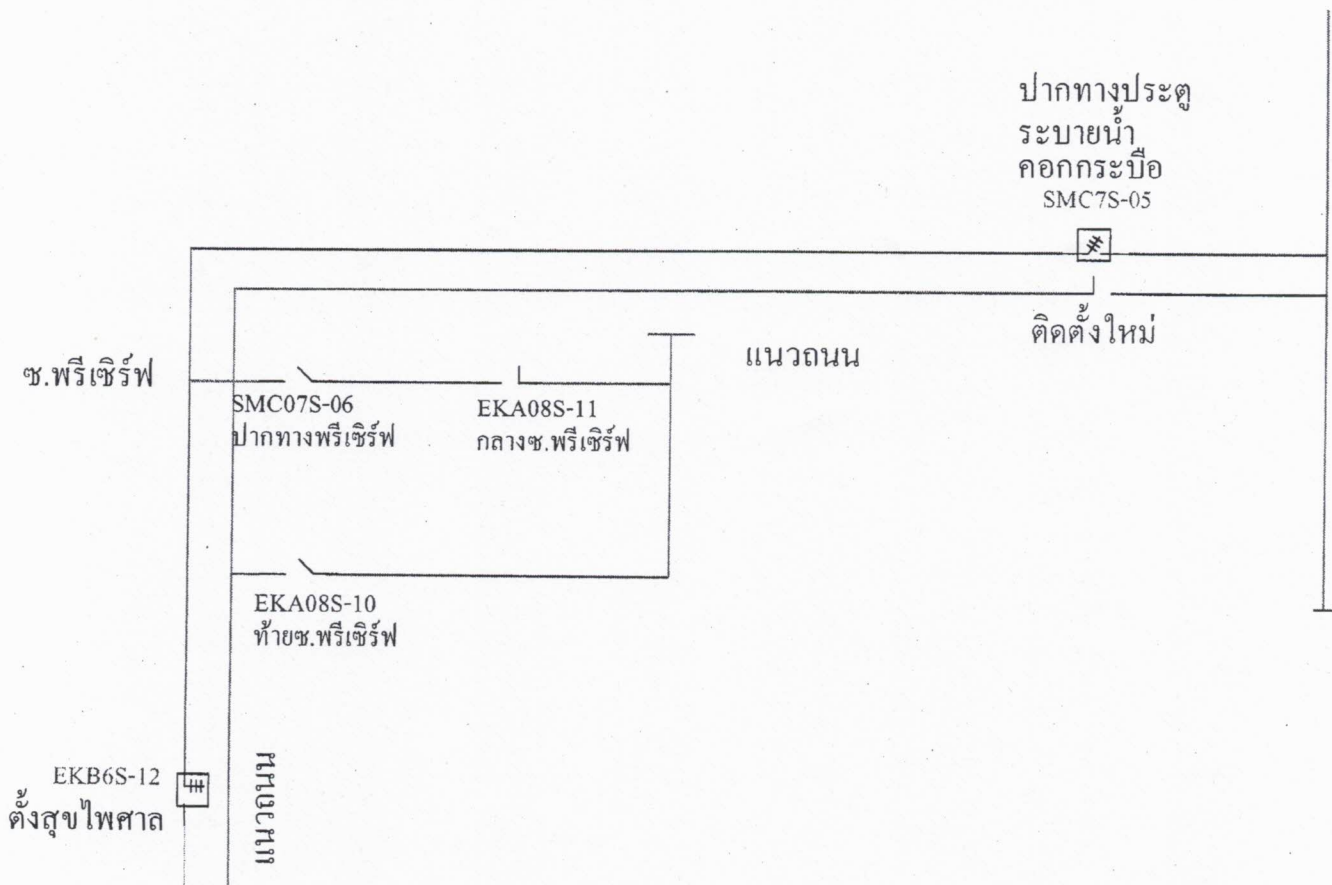 ปากทางประตู
ระบายน้ำ
คอกกระบือ
SMC7S-05
ติดตั้งใหม่
แนวถนน
ซ.พรีเซิร์ฟ
SMC07S-06
ปากทางพรีเซิร์ฟ
EKA08S-11
กลางซ.พรีเซิร์ฟ
EKA08S-10
ท้ายซ.พรีเซิร์ฟ
EKB6S-12
ตั้งสุขไพศาล
แนวถนน